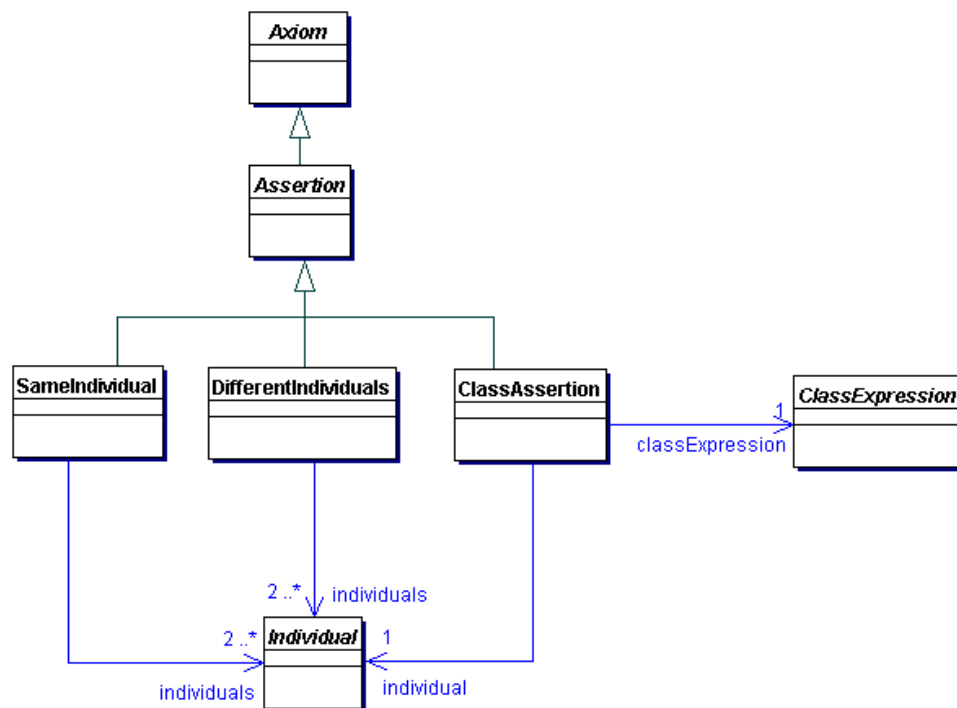 Axiom
Assertion
SameIndividual
DifferentIndividuals
ClassAssertion
ClassExpression
1
classExpression
2 ..*
individuals
2 ..*
Individual
1
individuals
individual